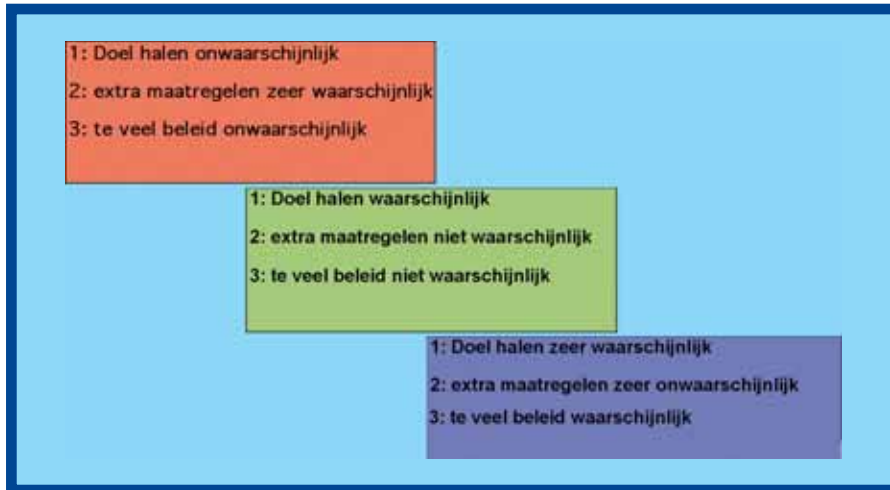 1: Doel halen onwaarschijnlijk
2: extra maatregelen zeer waarschijnlijk
3: te veel beleid onwaarschijnlijk
1: Doel halen waarschijnlijk
2: extra maatregelen niet waarschijnlijk
3: te veel beleid niet waarschijnlijk
1: Doel halen zeer waarschijnlijk
2: extra maatregelen zeer onwaarschijnlijk
3: te veel beleid waarschijnlijk